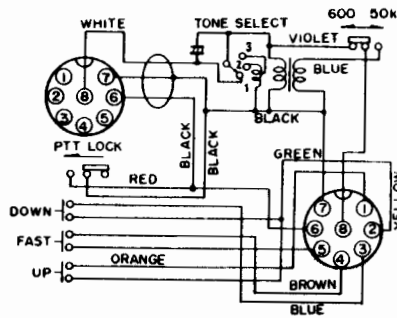 600 50k
WHITE
TONE SELECT
VIOLET
3
2
1
BLUE
1
7
2
8
6
3
4
5
BLACK
BLACK
BLACK
GREEN
YELLOW
PTT LOCK
RED
7
1
6
8
2
5
4
3
DOWN
FAST
UP
ORANGE
BROWN
BLUE